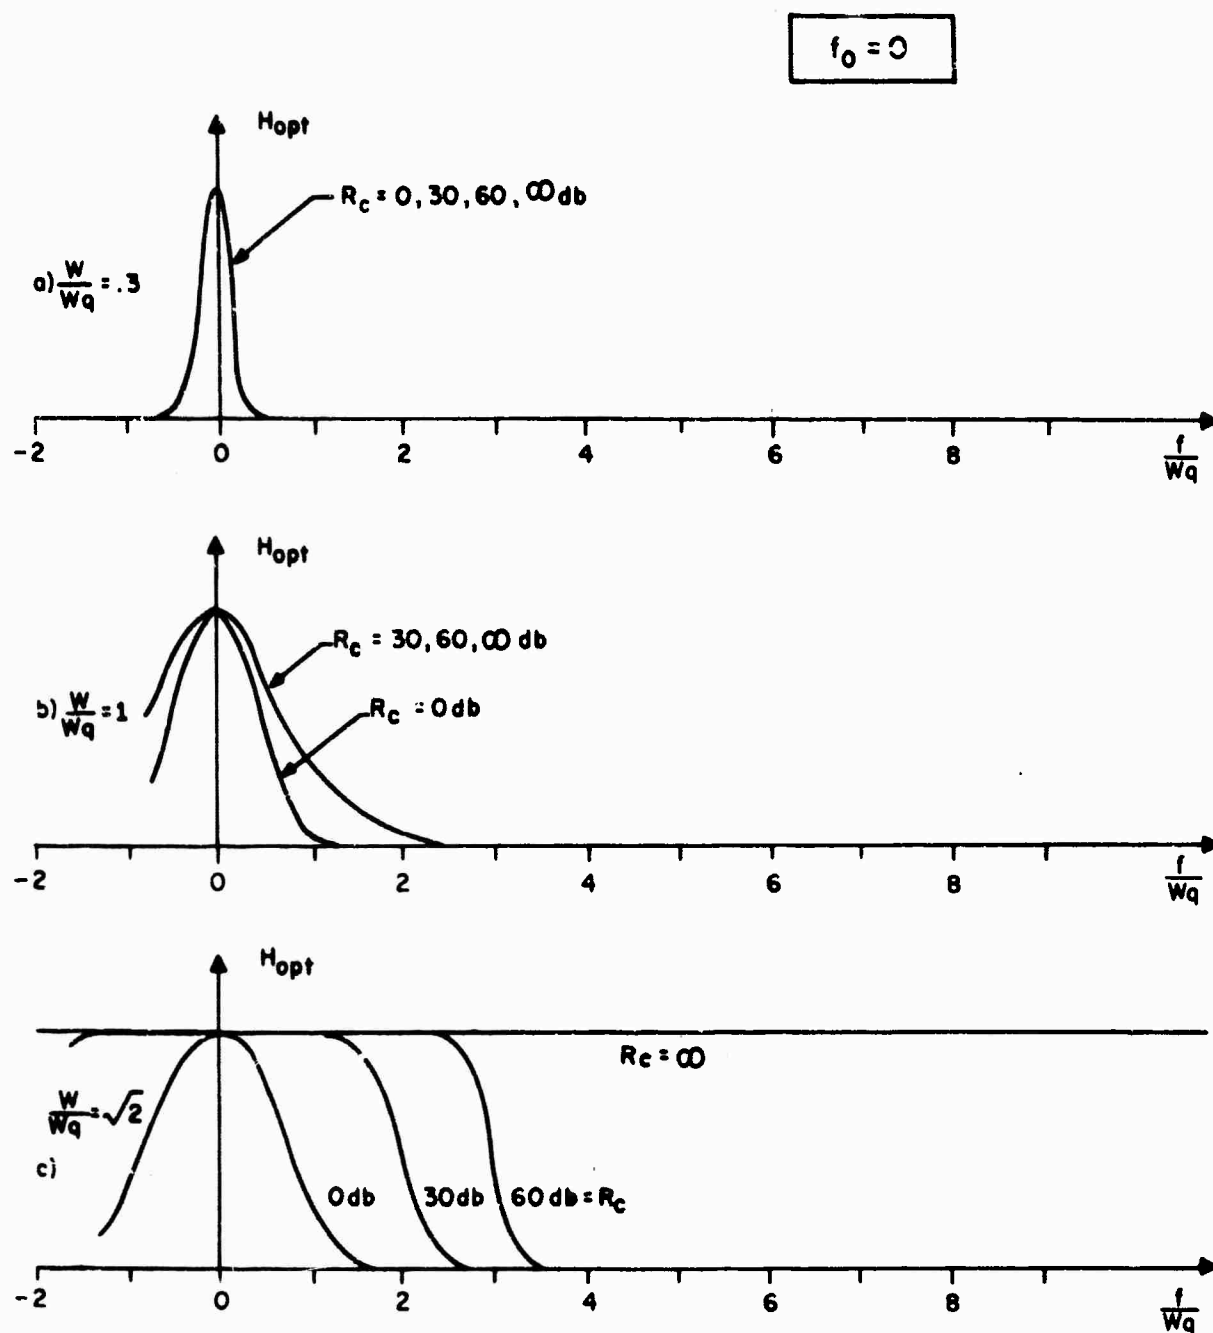 f₀ = 0
Hopt
Rc = 0, 30, 60, ∞ db
a) W/Wq = .3
-2 0 2 4 6 8 f/Wq
Hopt
Rc = 30, 60, ∞ db
Rc = 0 db
b) W/Wq = 1
-2 0 2 4 6 8 f/Wq
Hopt
Rc = ∞
W/Wq = √2
c)
0 db 30 db 60 db = Rc
-2 0 2 4 6 8 f/Wq